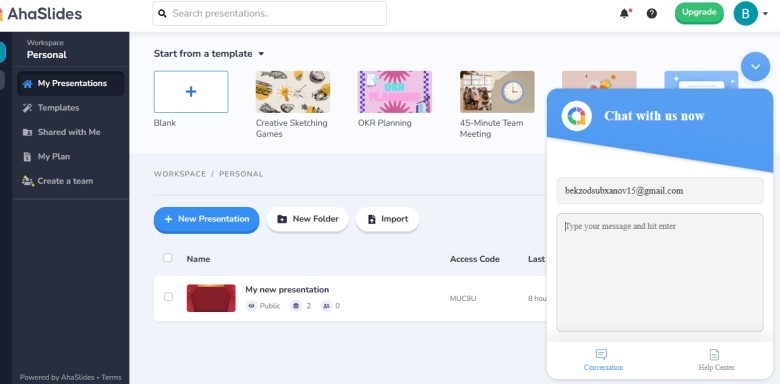 AhaSlides
Search presentations..
?
Upgrade
B
Workspace
Personal
My Presentations
Templates
Shared with Me
My Plan
Create a team
Powered by AhaSlides • Terms
Start from a template
Blank
OKR
Creative Sketching
Games
OKR Planning
45-Minute Team
Meeting
WORKSPACE / PERSONAL
New Presentation
New Folder
Import
Name
Access Code
Last
My new presentation
Public
2
0
MUC9U
8 hou
Chat with us now
bekzodsubxanov15@gmail.com
Type your message and hit enter
Conversation
Help Center